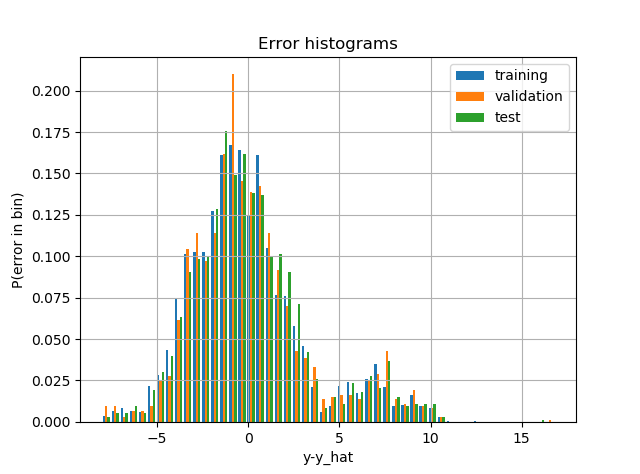 Error histograms
training
validation
test
P(error in bin)
0.200
0.175
0.150
0.125
0.100
0.075
0.050
0.025
0.000
−5
0
5
10
15
y-y_hat